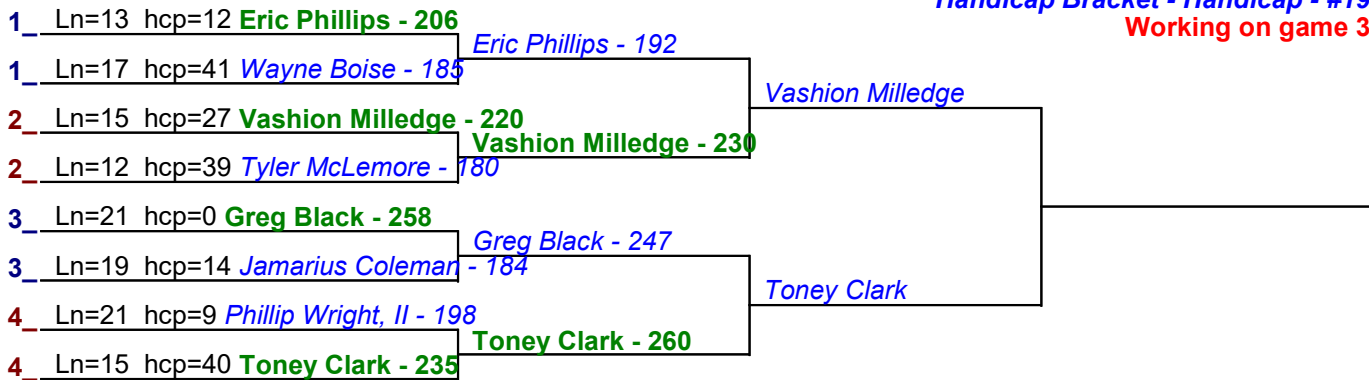 Handicap Bracket - Handicap - #19
Working on game 3
1_ Ln=13 hcp=12 Eric Phillips - 206
Eric Phillips - 192
1_ Ln=17 hcp=41 Wayne Boise - 185
Vashion Milledge
2_ Ln=15 hcp=27 Vashion Milledge - 220
Vashion Milledge - 230
2_ Ln=12 hcp=39 Tyler McLemore - 180
3_ Ln=21 hcp=0 Greg Black - 258
Greg Black - 247
3_ Ln=19 hcp=14 Jamarius Coleman - 184
Toney Clark
4_ Ln=21 hcp=9 Phillip Wright, II - 198
Toney Clark - 260
4_ Ln=15 hcp=40 Toney Clark - 235